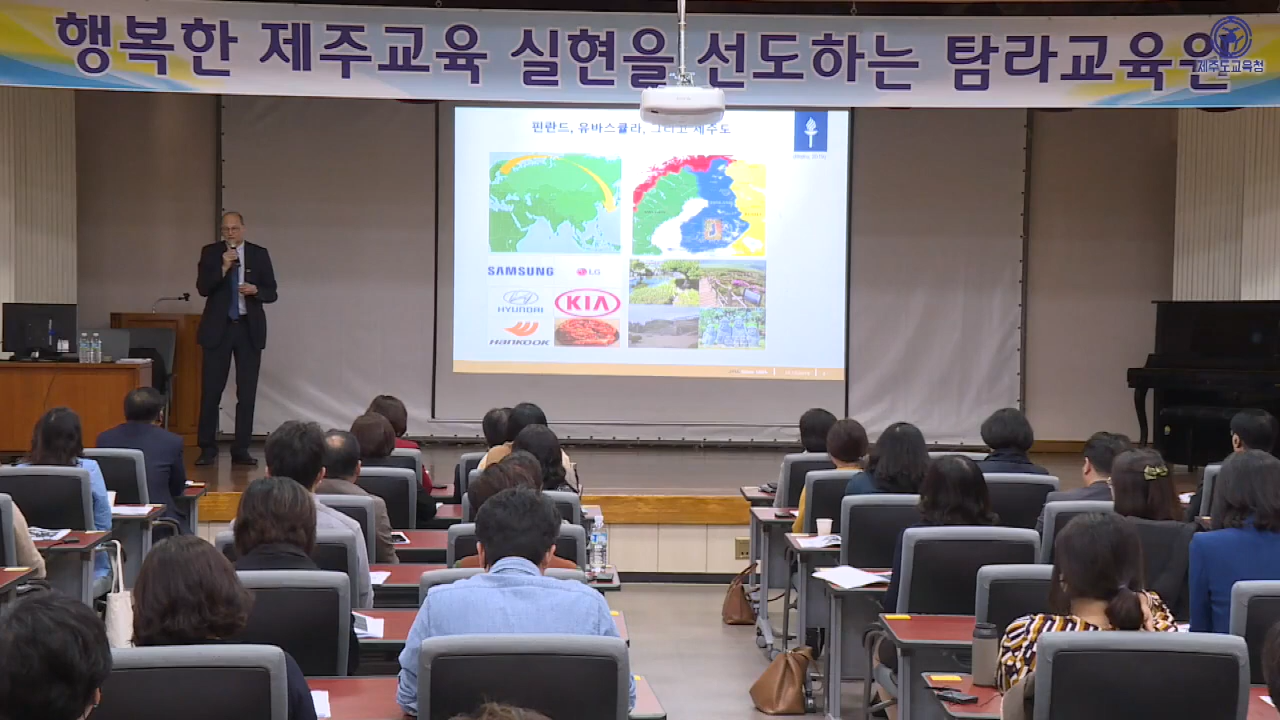 행복한 제주교육 실현을 선도하는 탐라교육원
제주도교육청
핀란드, 유바스큘라, 그리고 제주도
SAMSUNG
LG
HYUNDAI
KIA
HANKOOK